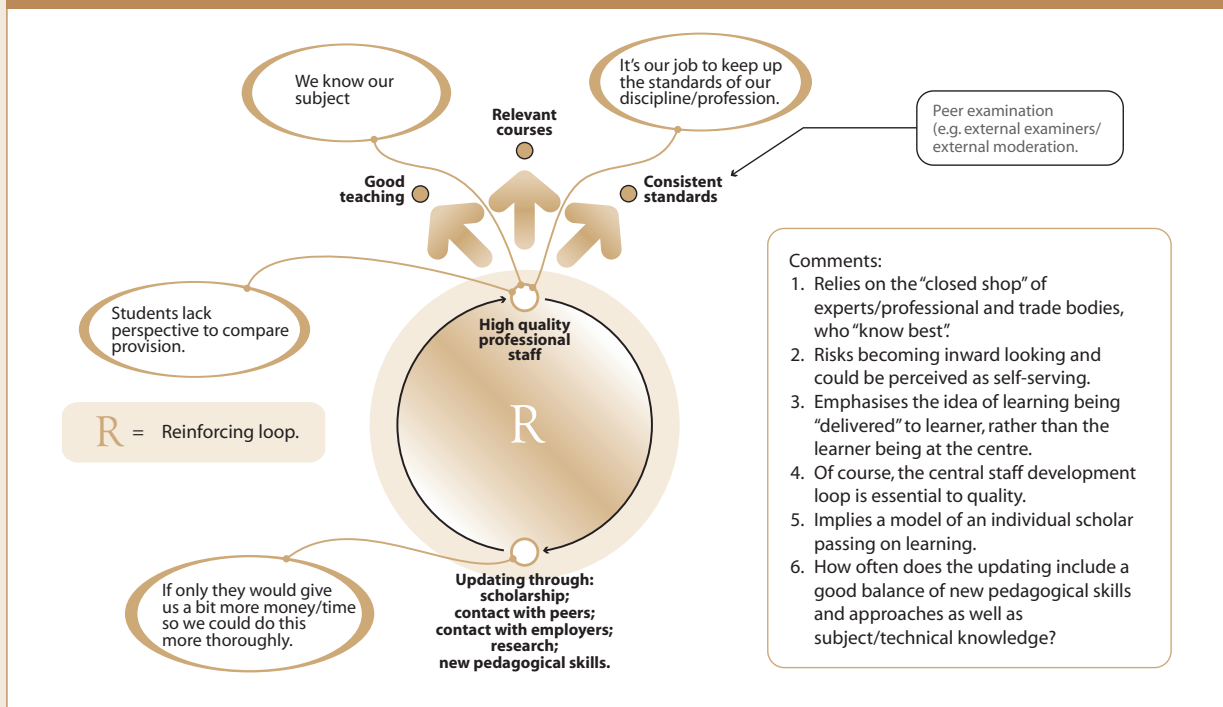 We know our
subject
It's our job to keep up
the standards of our
discipline/profession.
Relevant
courses
Peer examination
(e.g. external examiners/
external moderation.
Good
teaching
Consistent
standards
Students lack
perspective to compare
provision.
High quality
professional
staff
R
R = Reinforcing loop.
If only they would give
us a bit more money/time
so we could do this
more thoroughly.
Updating through:
scholarship;
contact with peers;
contact with employers;
research;
new pedagogical skills.
Comments:
1. Relies on the “closed shop” of
experts/professional and trade bodies,
who “know best”.
2. Risks becoming inward looking and
could be perceived as self-serving.
3. Emphasises the idea of learning being
“delivered” to learner, rather than the
learner being at the centre.
4. Of course, the central staff development
loop is essential to quality.
5. Implies a model of an individual scholar
passing on learning.
6. How often does the updating include a
good balance of new pedagogical skills
and approaches as well as
subject/technical knowledge?